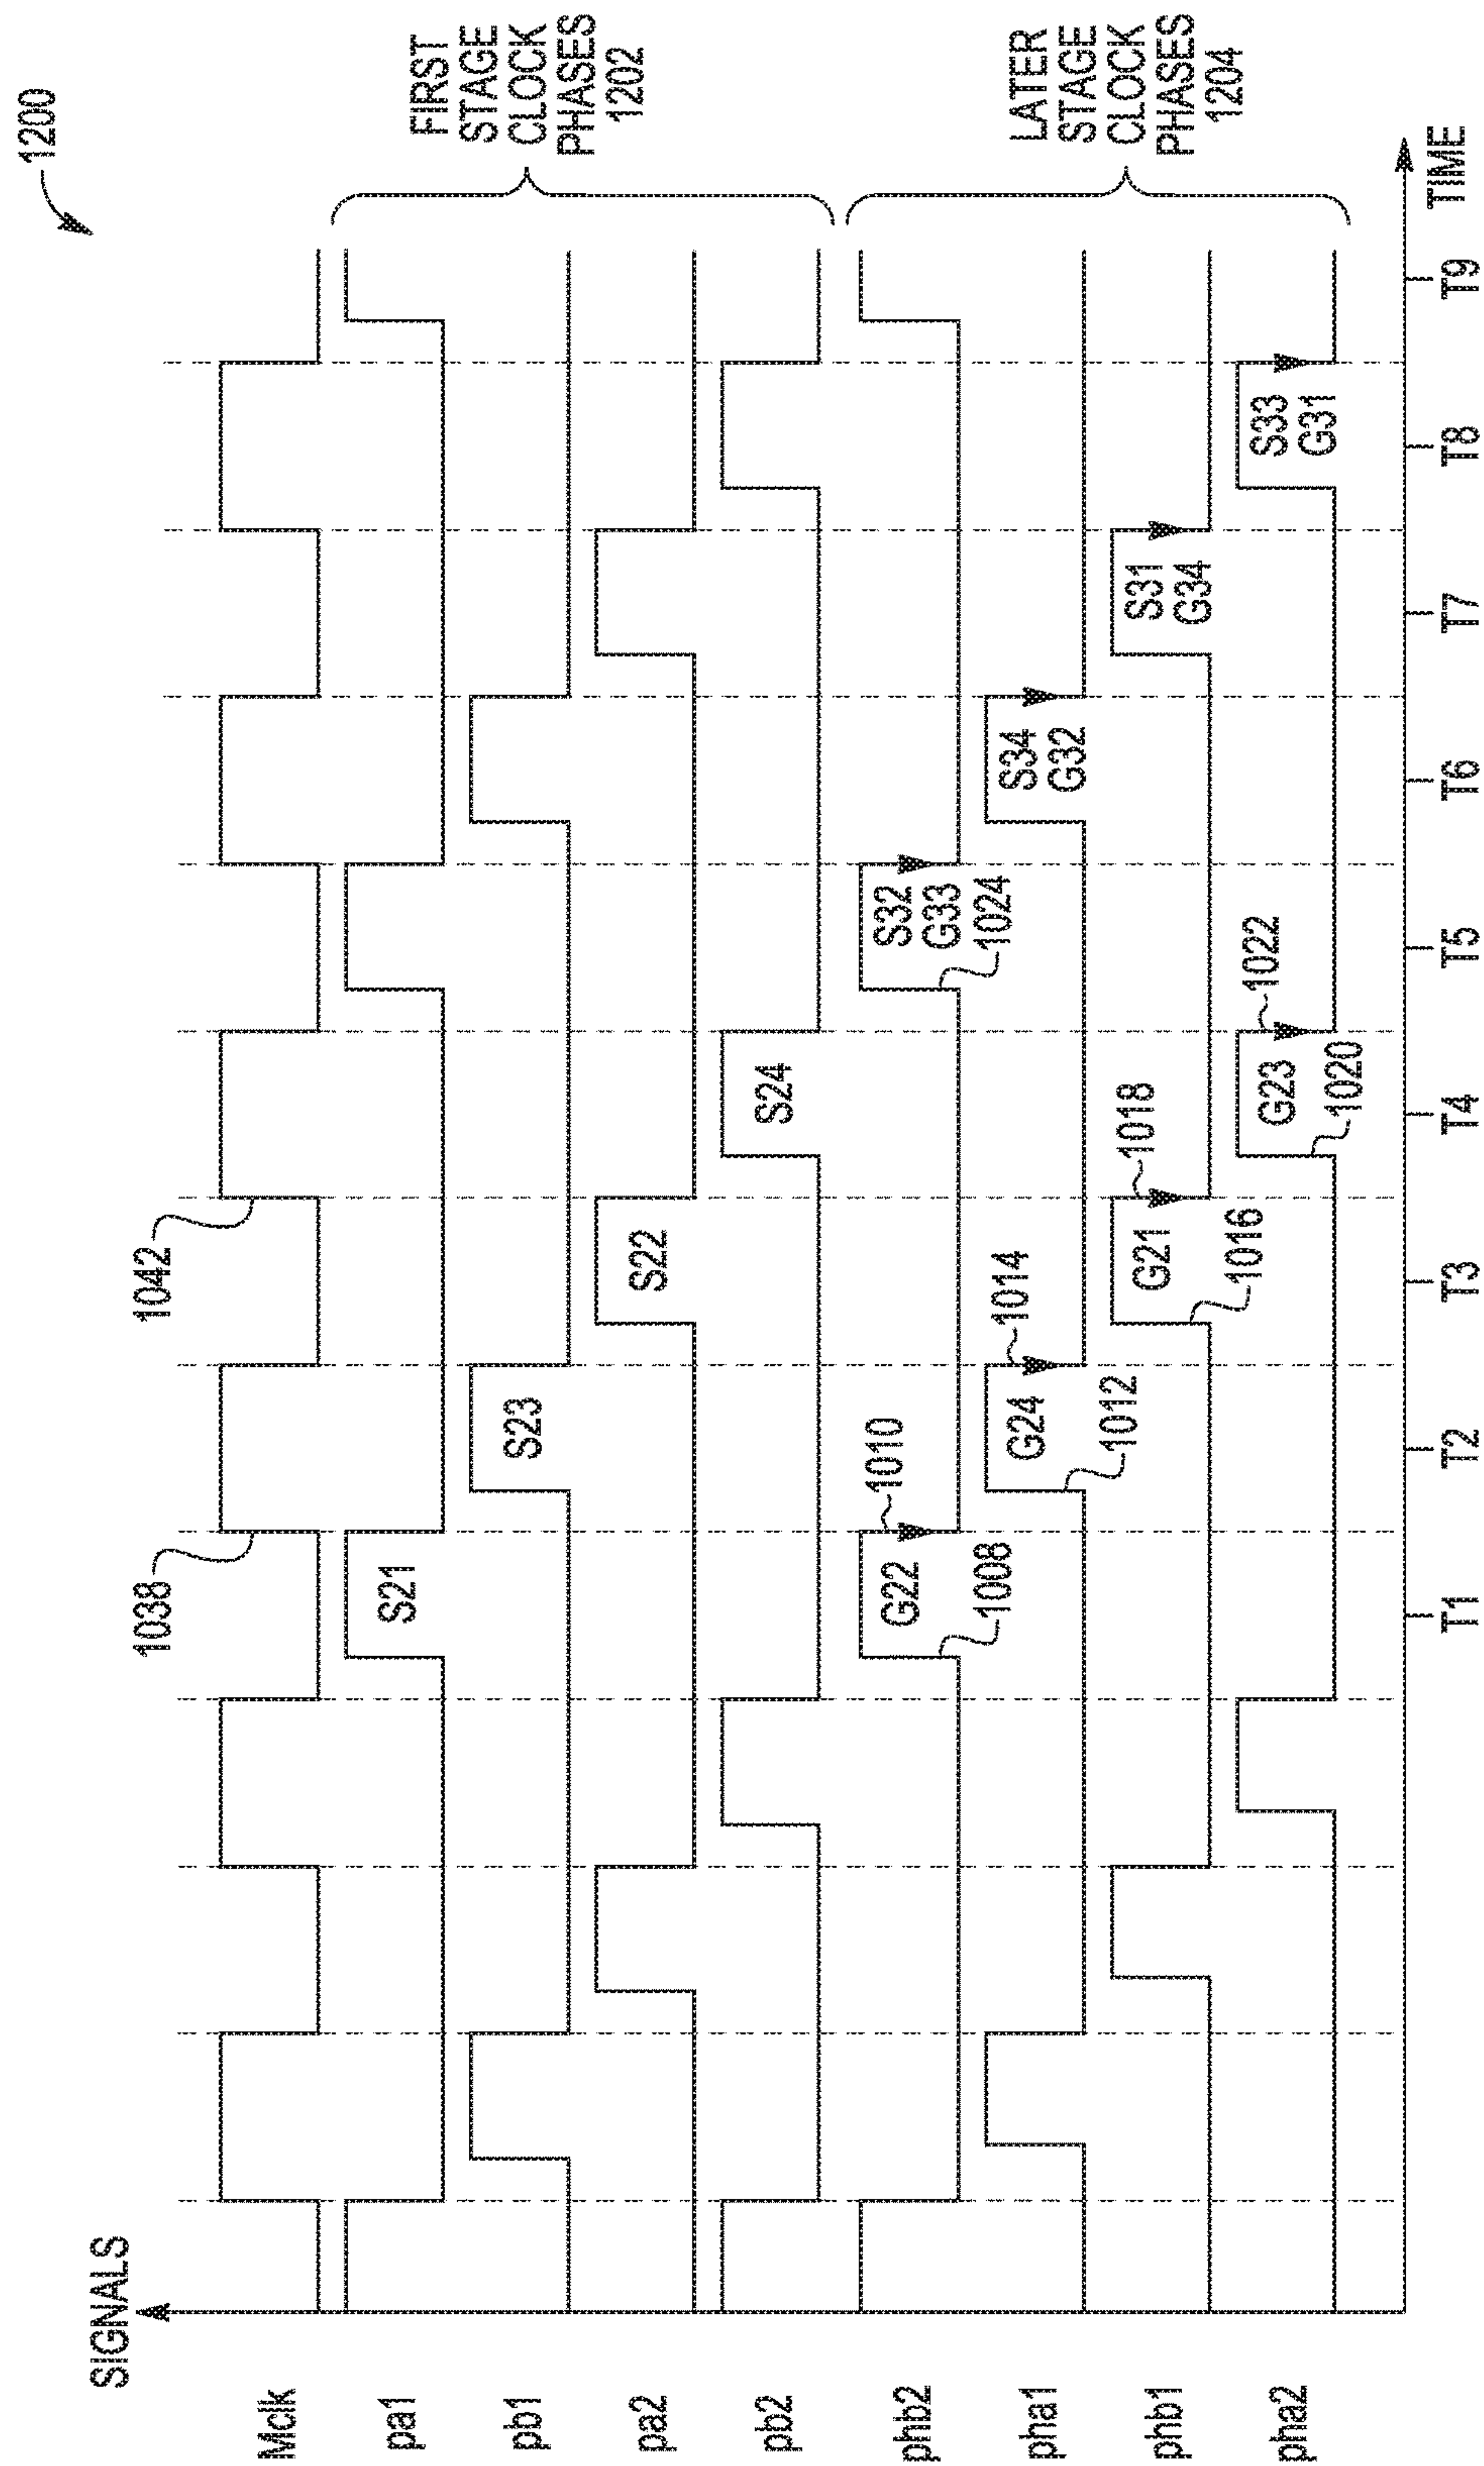 1200
SIGNALS
1038
1042
Mclk
pa1
S21
pb1
S23
pa2
S22
pb2
S24
FIRST
STAGE
CLOCK
PHASES
1202
phb2
G22
1010
1008
S32
G33
1024
pha1
G24
1014
1012
S34
G32
phb1
G21
1018
1016
S31
G34
pha2
G23
1022
1020
S33
G31
LATER
STAGE
CLOCK
PHASES
1204
T1 T2 T3 T4 T5 T6 T7 T8 T9
TIME